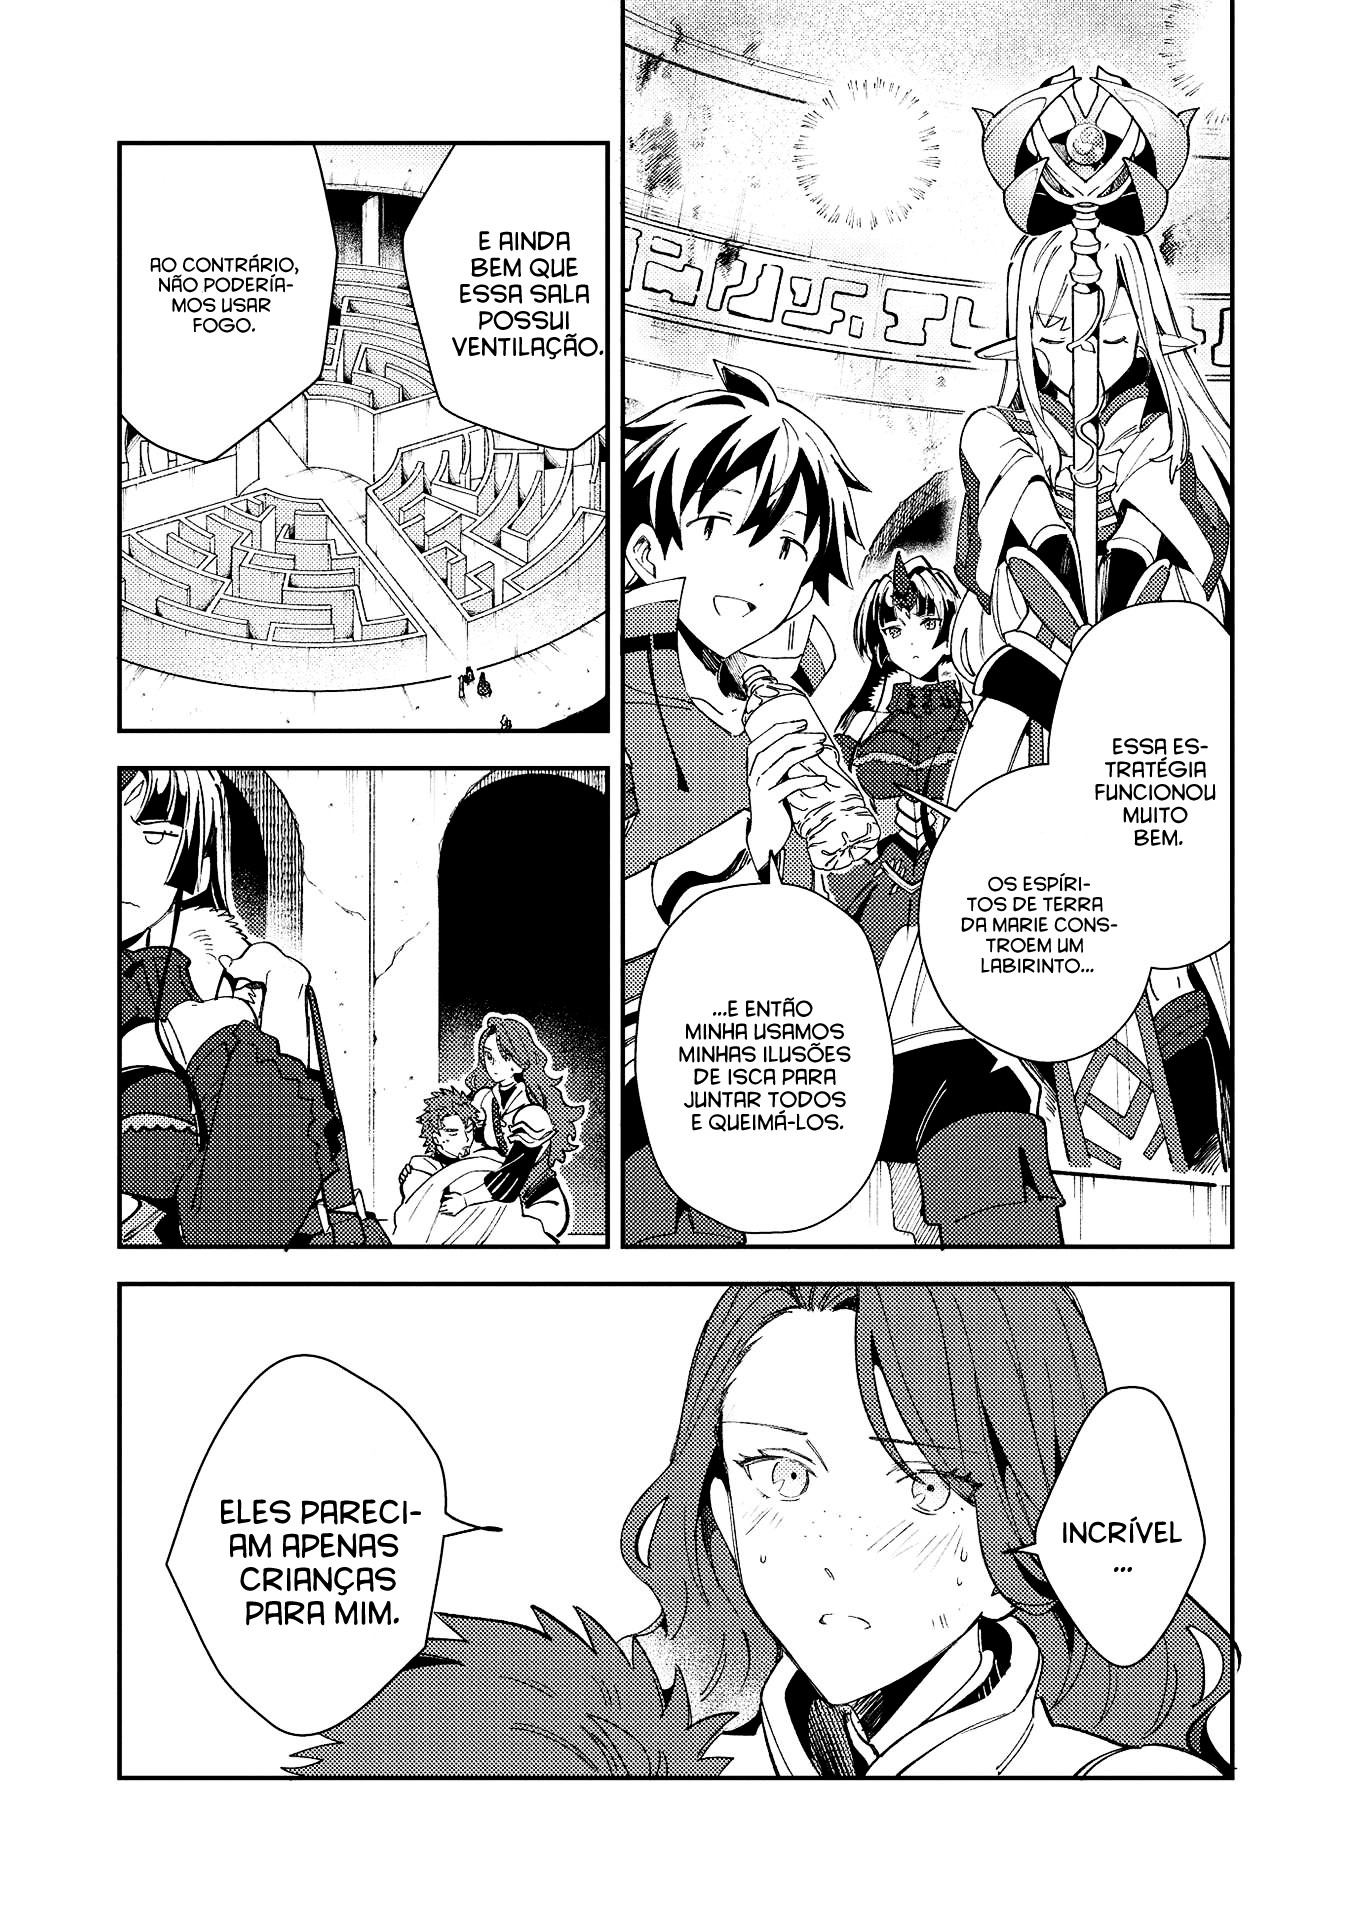 ESSA ES-
TRATÉGIA
FUNCIONOU
MUITO
BEM.
OS ESPÍRI-
TOS DE TERRA
DA MARIE CONS-
TROEM UM
LABIRINTO...
...E ENTÃO
MINHA USAMOS
MINHAS ILUSÕES
DE ISCA PARA
JUNTAR TODOS
E QUEIMÁ-LOS.
E AINDA
BEM QUE
ESSA SALA
POSSUI
VENTILAÇÃO.
AO CONTRÁRIO,
NÃO PODERÍA-
MOS USAR
FOGO.
INCRÍVEL
...
ELES PARECI-
AM APENAS
CRIANÇAS
PARA MIM.